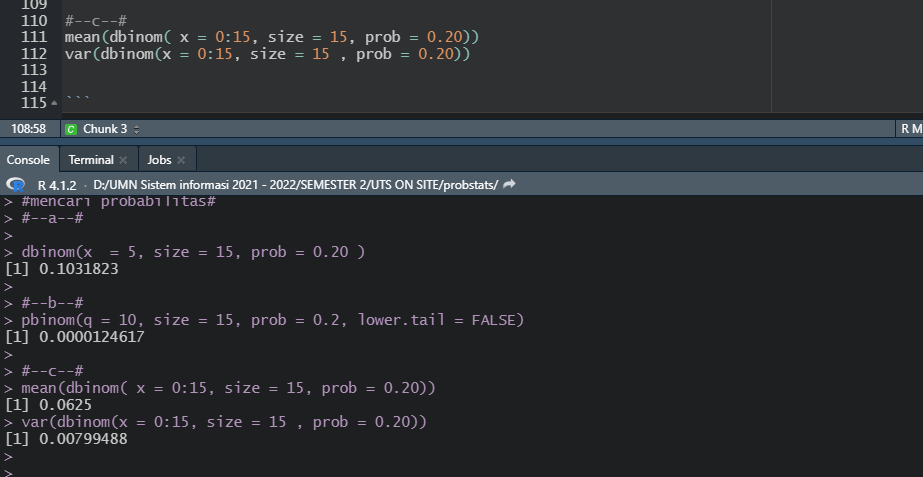 109
110 #--c--#
111 mean(dbinom( x = 0:15, size = 15, prob = 0.20))
112 var(dbinom(x = 0:15, size = 15 , prob = 0.20))
113
114
115 ```
108:58 C Chunk 3 R M
Console Terminal × Jobs ×
R R 4.1.2 · D:/UMN Sistem informasi 2021 - 2022/SEMESTER 2/UTS ON SITE/probstats/
> #mencari probabilitas#
> #--a--#
>
> dbinom(x  = 5, size = 15, prob = 0.20 )
[1] 0.1031823
>
> #--b--#
> pbinom(q = 10, size = 15, prob = 0.2, lower.tail = FALSE)
[1] 0.0000124617
>
> #--c--#
> mean(dbinom( x = 0:15, size = 15, prob = 0.20))
[1] 0.0625
> var(dbinom(x = 0:15, size = 15 , prob = 0.20))
[1] 0.00799488
>
>